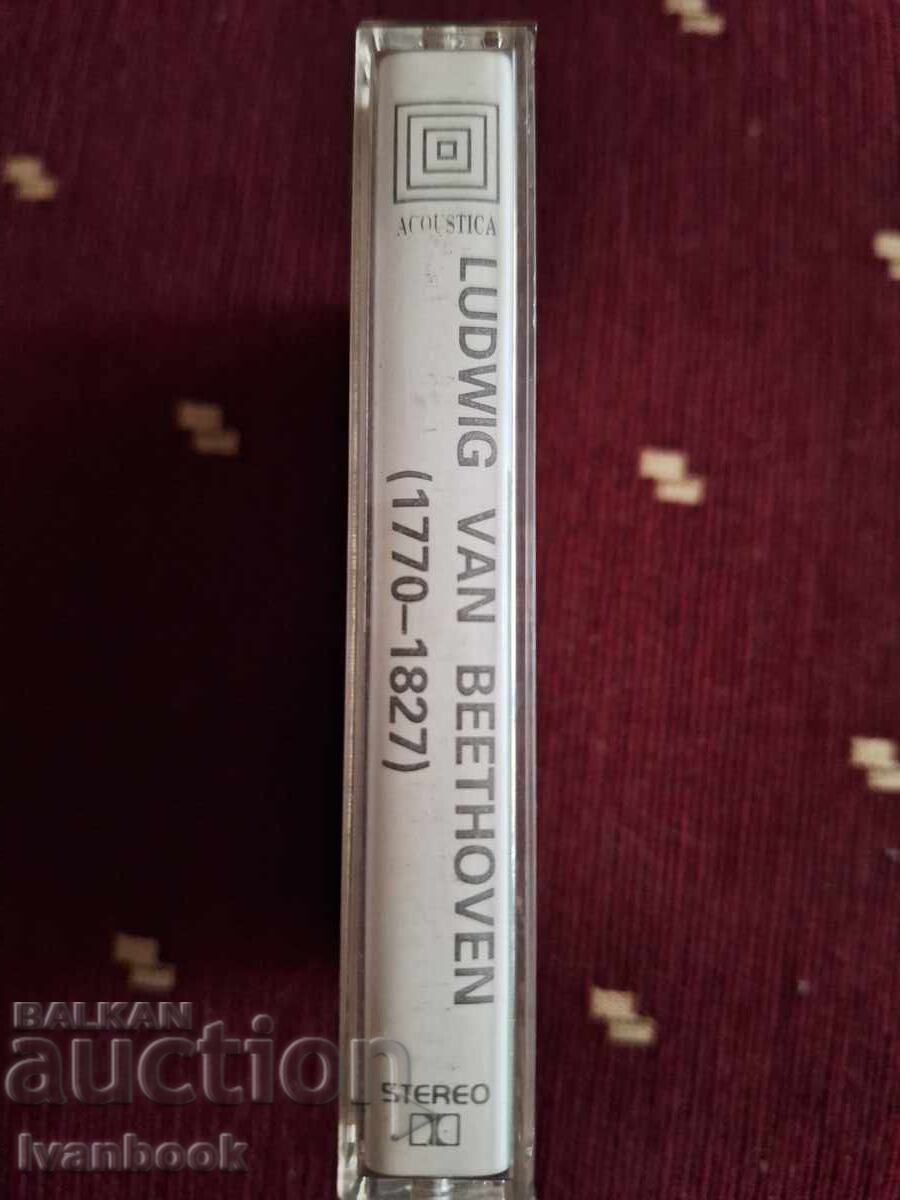 ACOUSTICA
LUDWIG VAN BEETHOVEN
(1770–1827)
STEREO
BALKAN
auction
Ivanbook